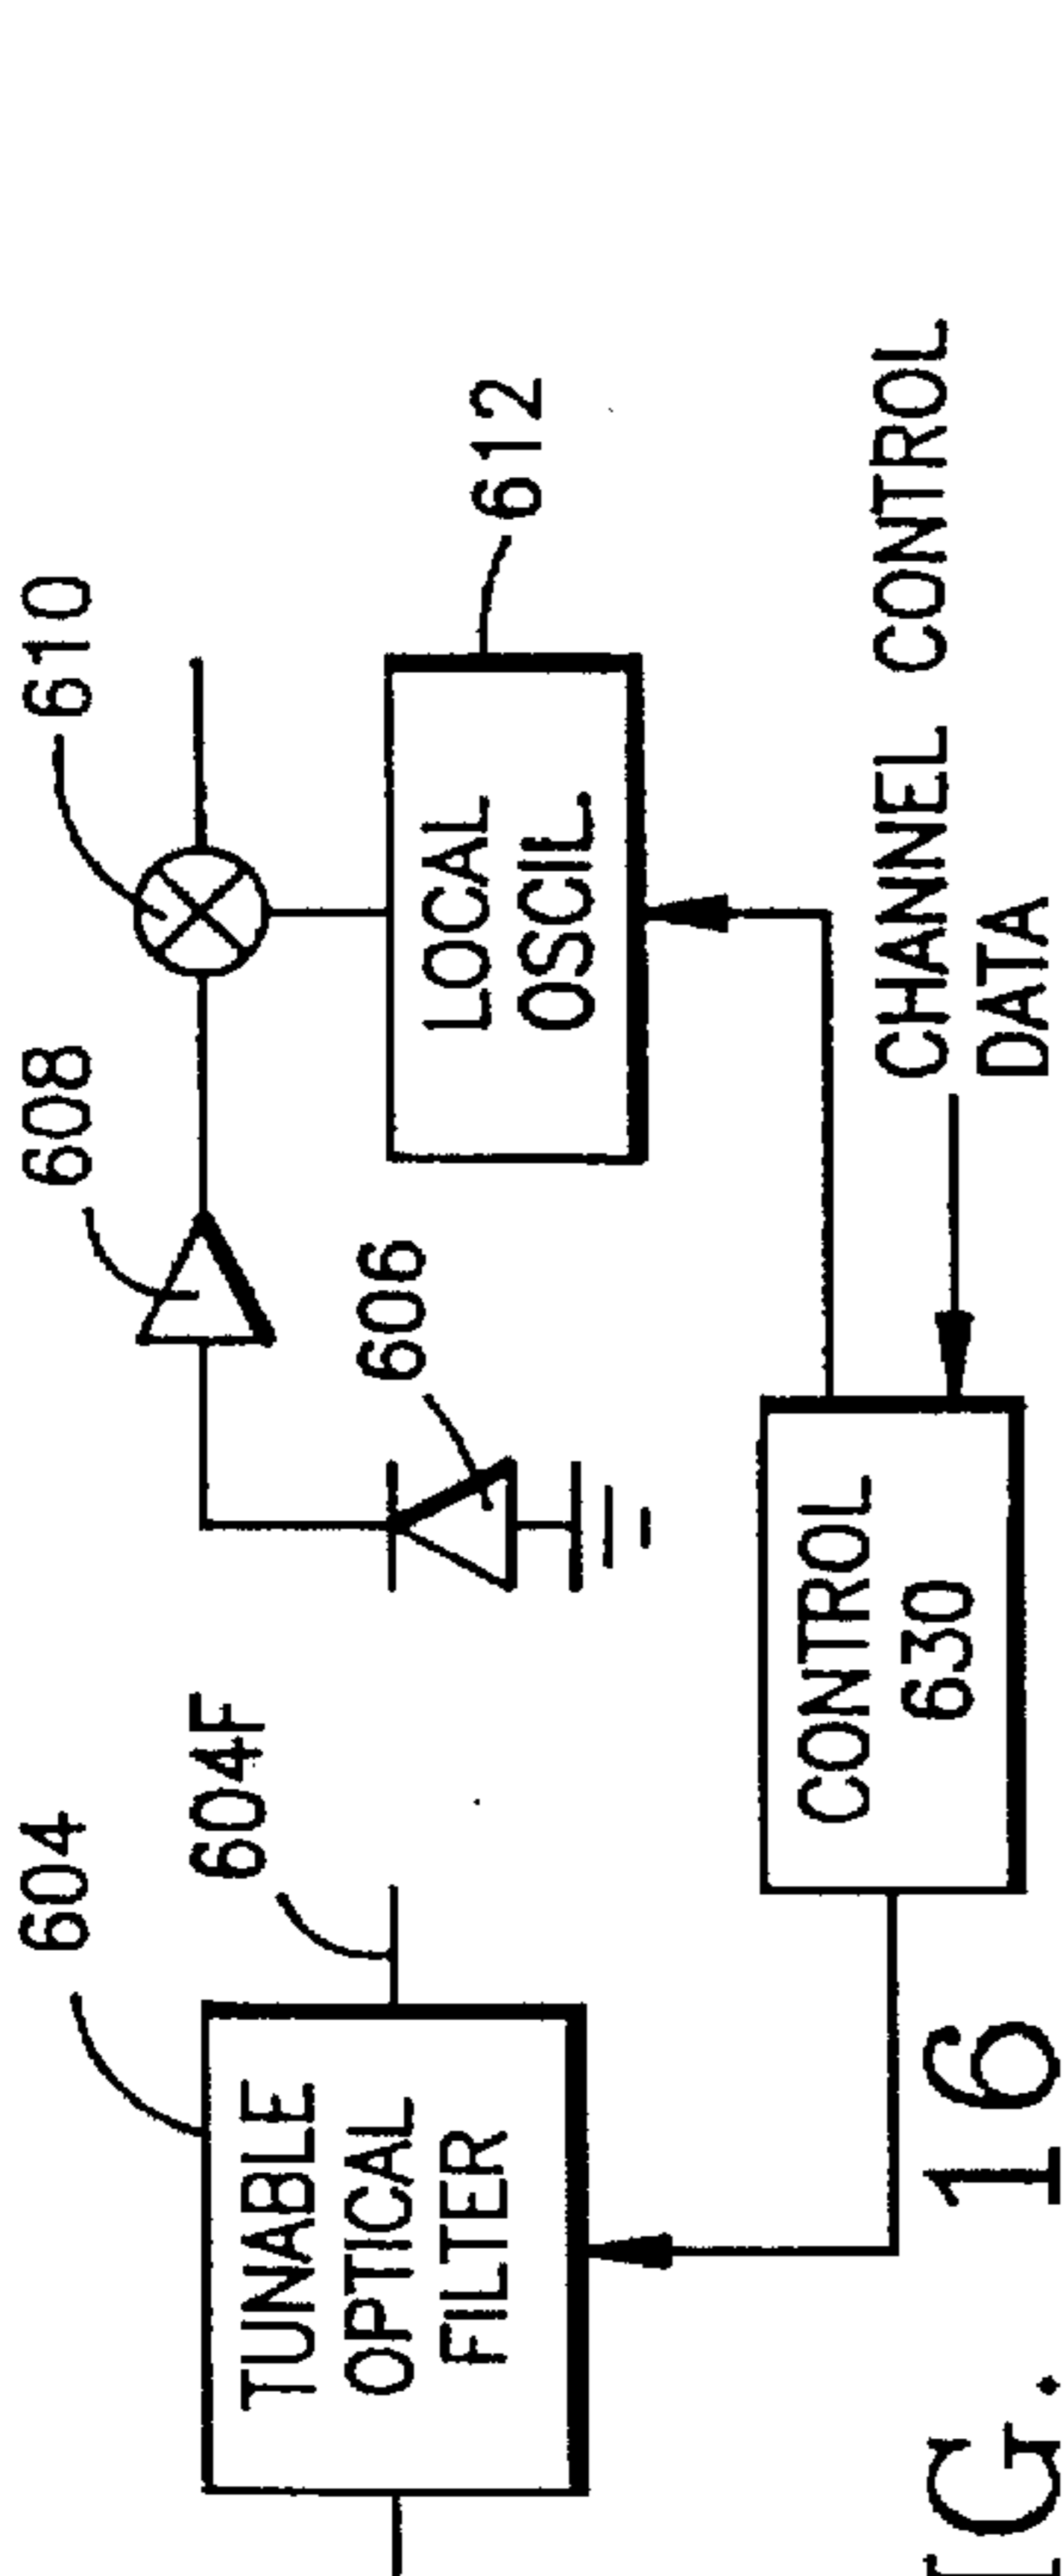 604
604F
608
610
606
612
TUNABLE
OPTICAL
FILTER
LOCAL
OSCIL.
CONTROL
630
CHANNEL CONTROL
DATA
IG. 16